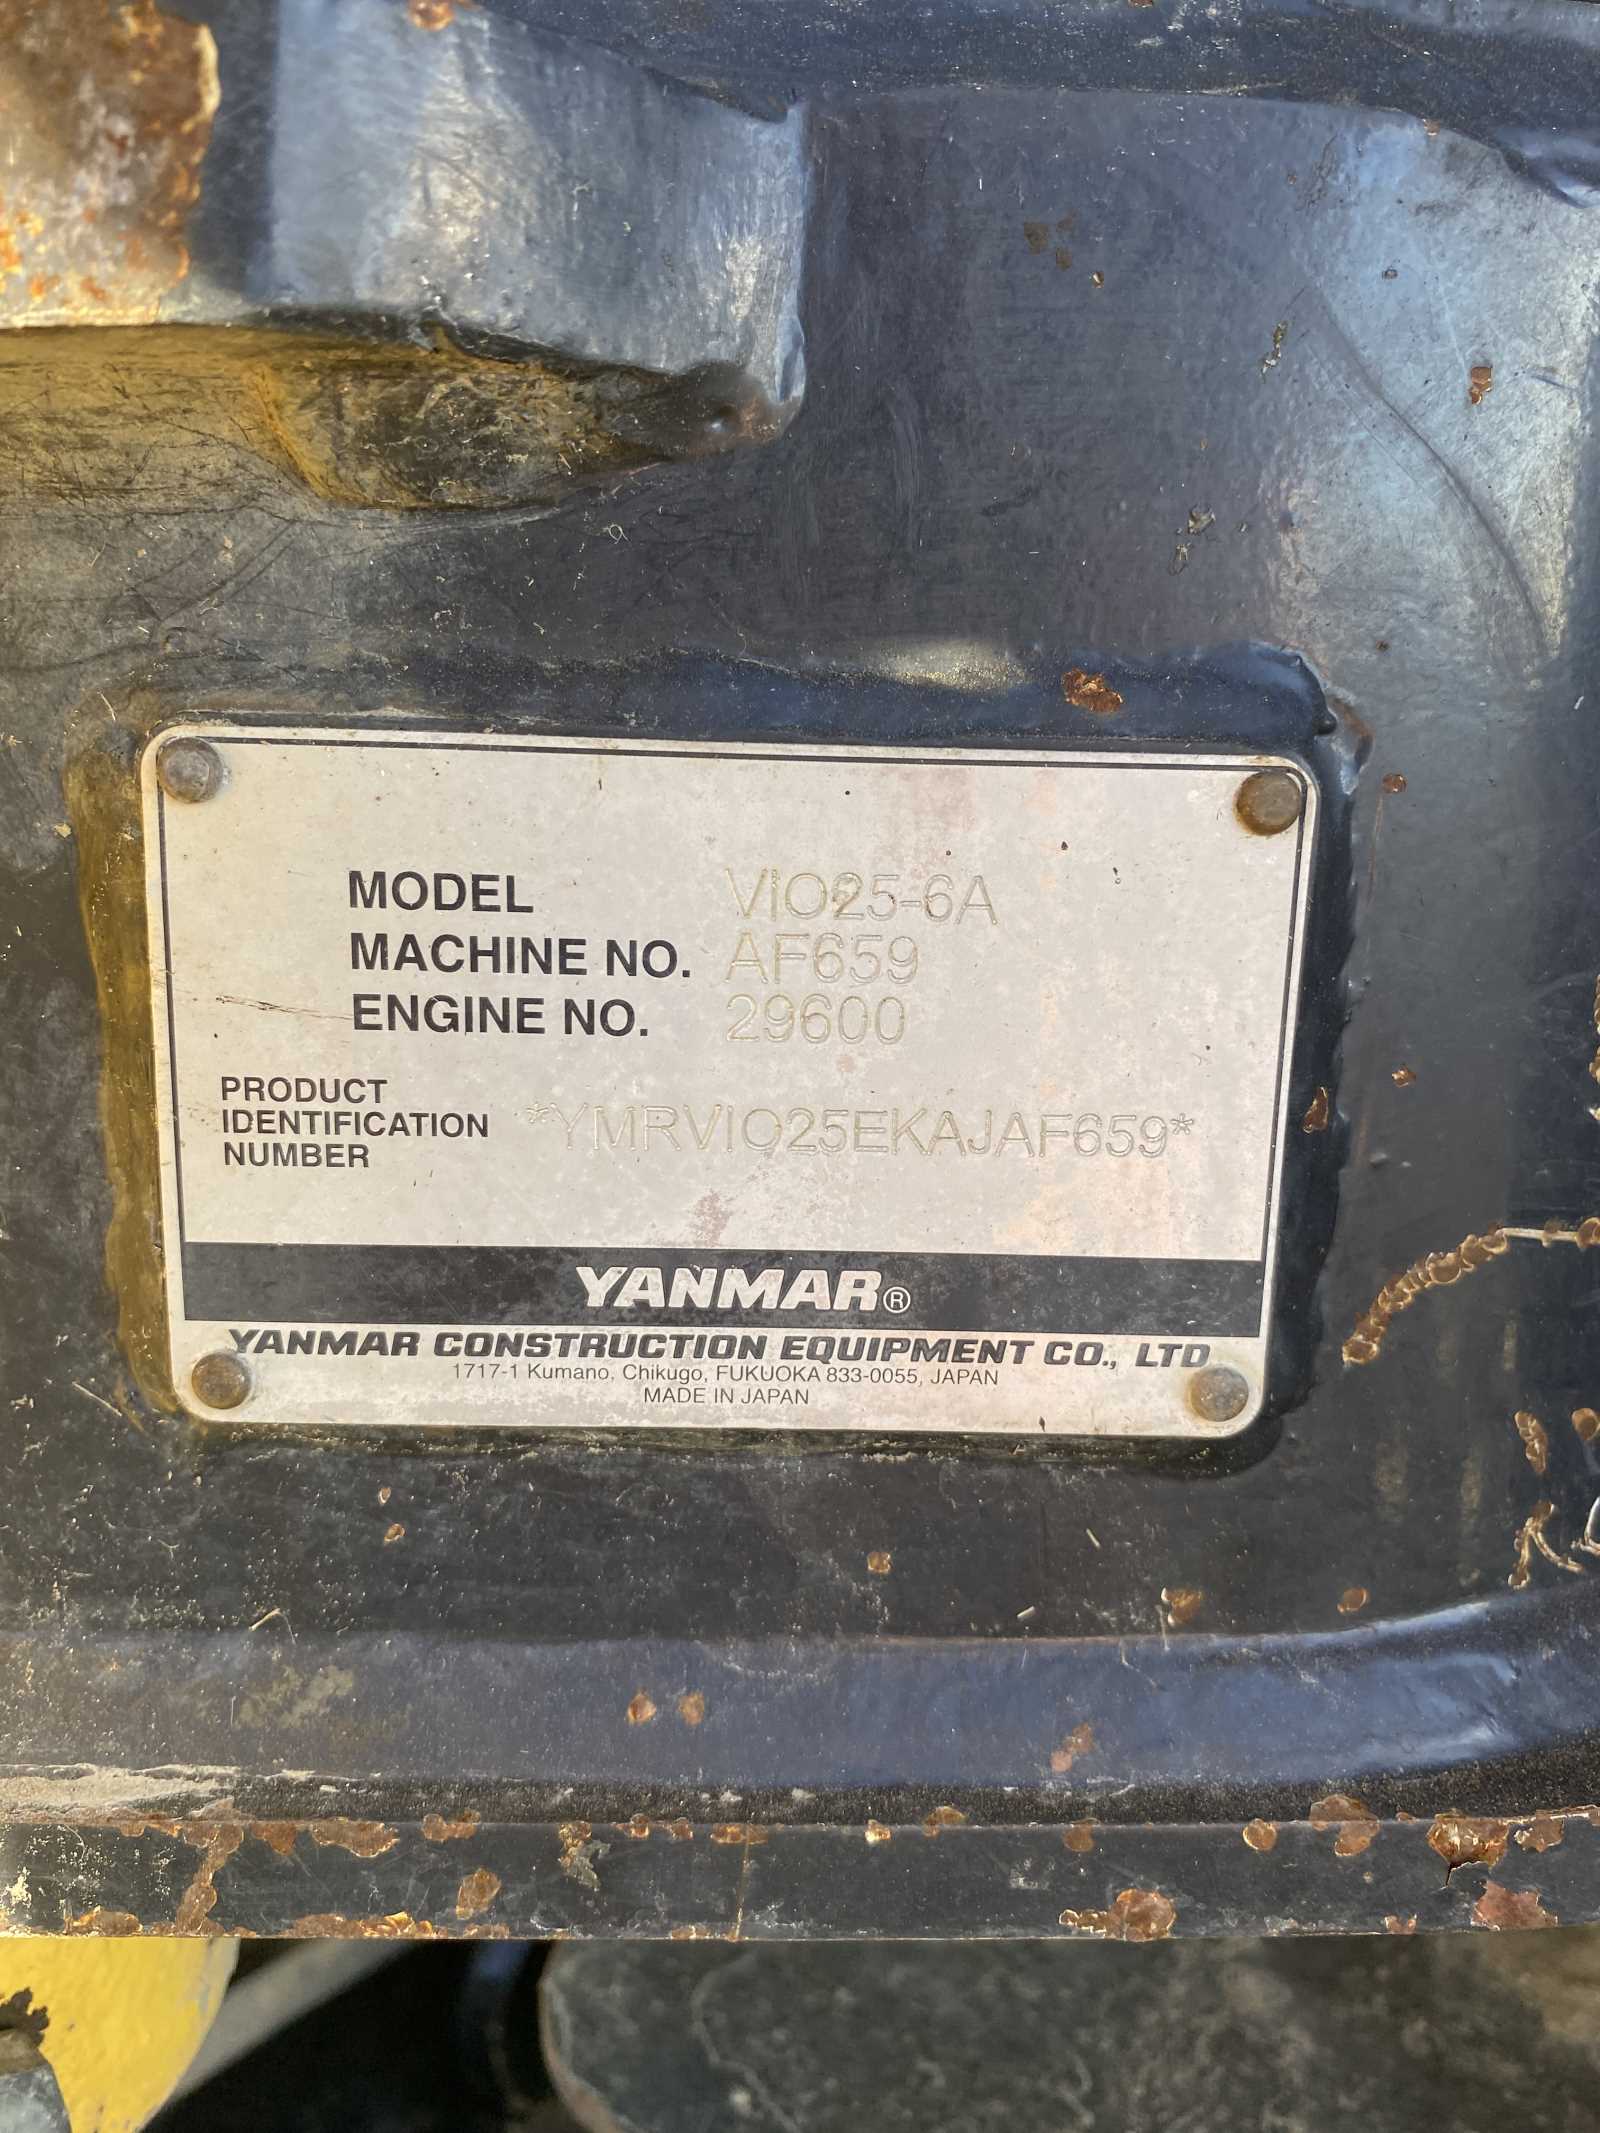 MODEL VIO25-6A
MACHINE NO. AF659
ENGINE NO. 29600
PRODUCT
IDENTIFICATION *YMRVIO25EKAJAF659*
NUMBER
YANMAR®
YANMAR CONSTRUCTION EQUIPMENT CO., LTD
1717-1 Kumano, Chikugo, FUKUOKA 833-0055, JAPAN
MADE IN JAPAN